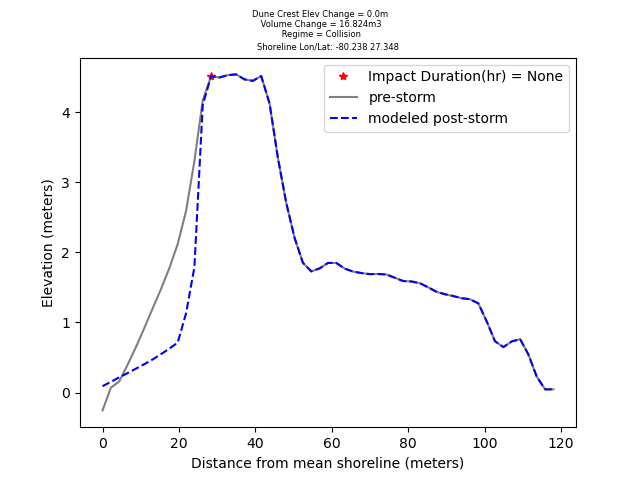 Dune Crest Elev Change = 0.0m
Volume Change = 16.824m3
Regime = Collision
Shoreline Lon/Lat: -80.238 27.348
Impact Duration(hr) = None
pre-storm
modeled post-storm
Elevation (meters)
4
3
2
1
0
0 20 40 60 80 100 120
Distance from mean shoreline (meters)